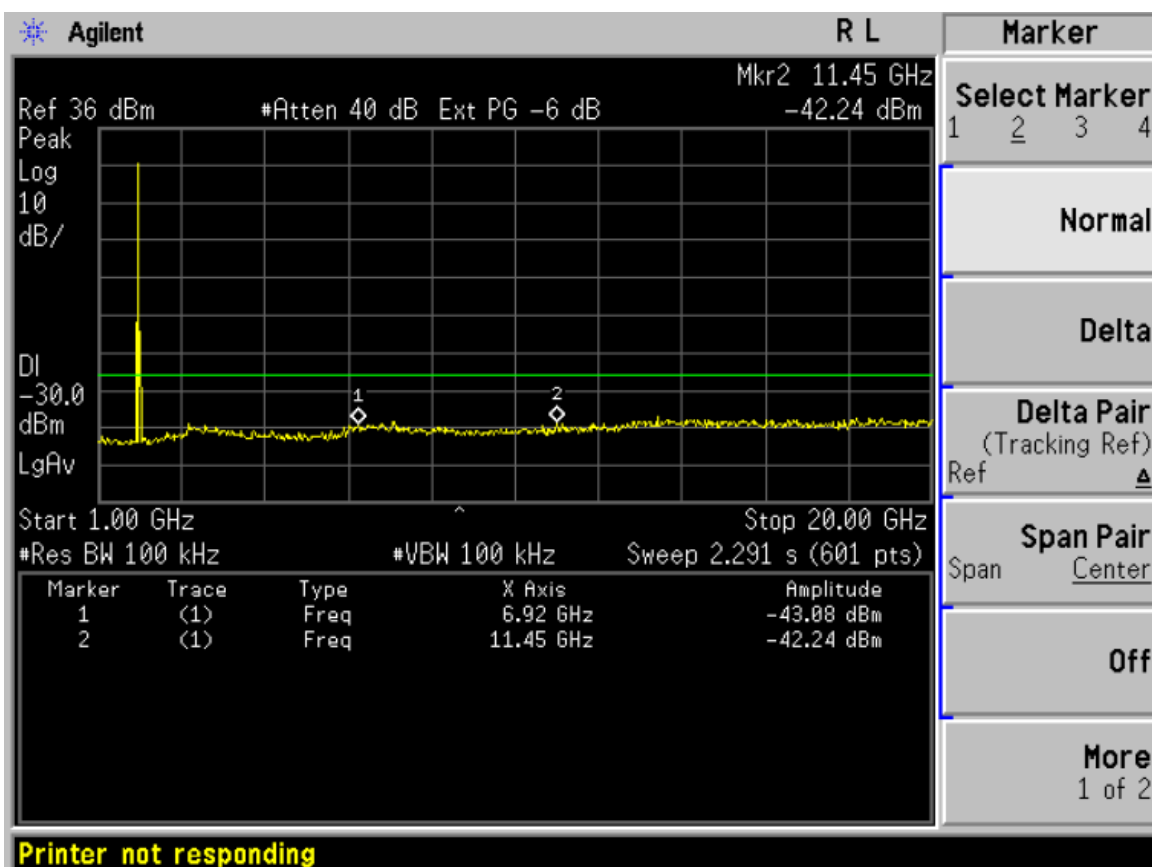 Agilent R L
Mkr2 11.45 GHz
Ref 36 dBm #Atten 40 dB Ext PG -6 dB -42.24 dBm
Peak
Log
10
dB/
DI
-30.0
dBm
LgAv
1
2
Start 1.00 GHz ^ Stop 20.00 GHz
#Res BW 100 kHz #VBW 100 kHz Sweep 2.291 s (601 pts)
Marker Trace Type X Axis Amplitude
1 (1) Freq 6.92 GHz -43.08 dBm
2 (1) Freq 11.45 GHz -42.24 dBm
Printer not responding
Marker
Select Marker
1 2 3 4
Normal
Delta
Delta Pair
(Tracking Ref)
Ref Δ
Span Pair
Span Center
Off
More
1 of 2